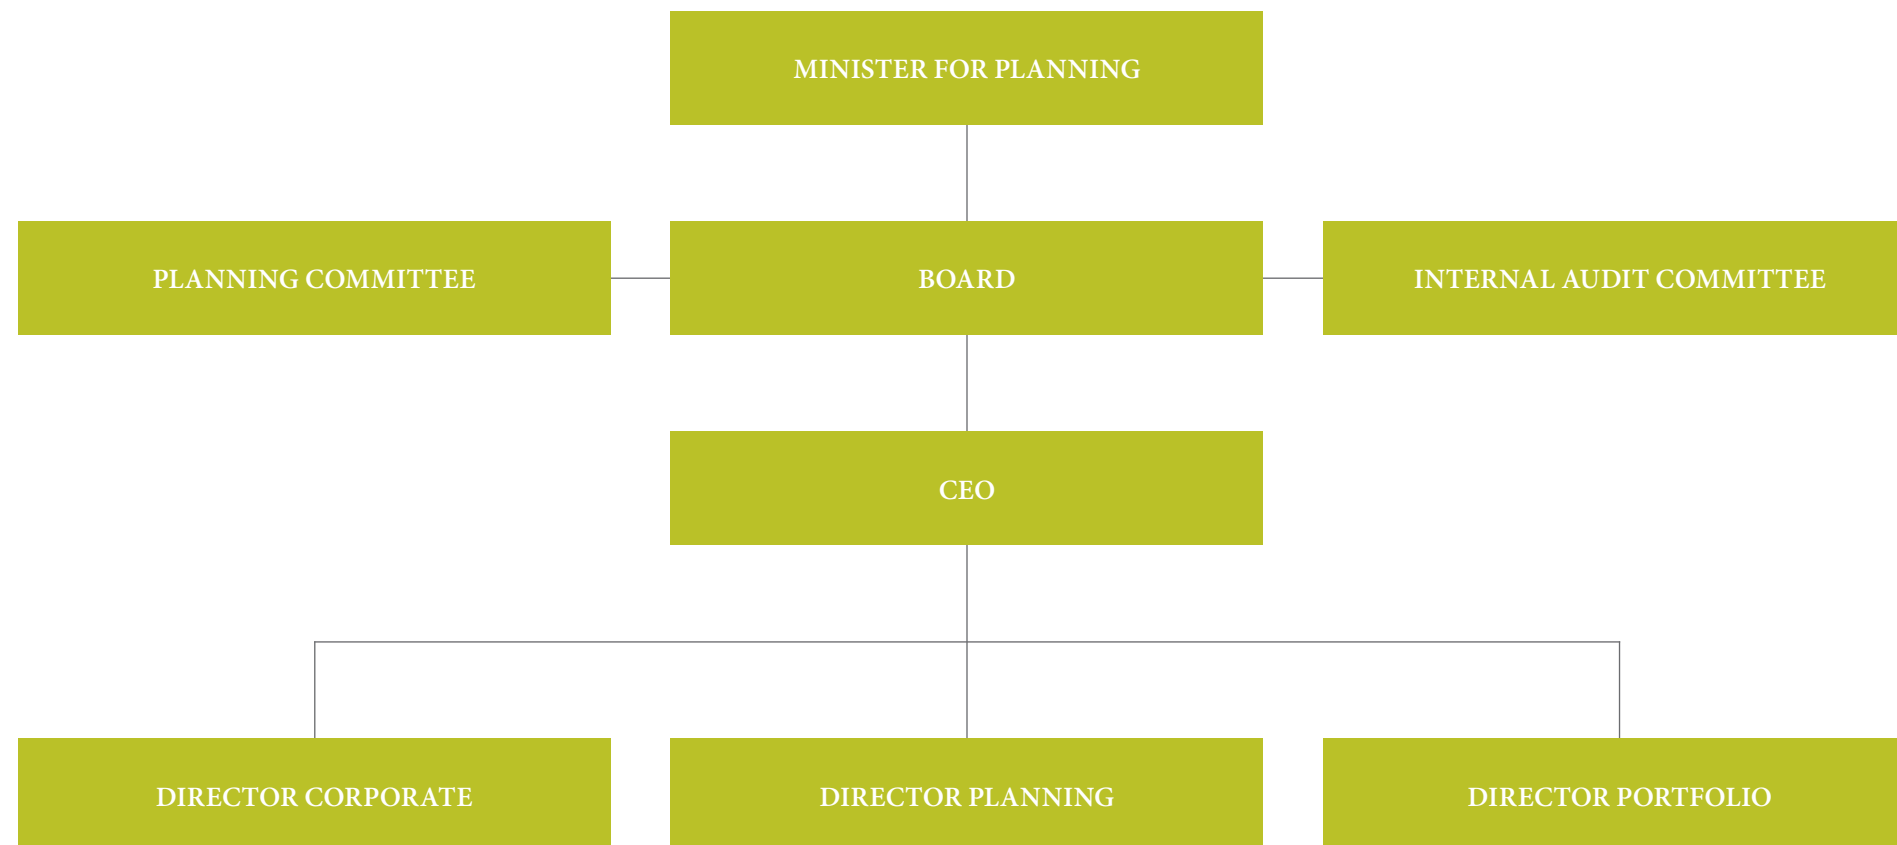 MINISTER FOR PLANNING
PLANNING COMMITTEE
BOARD
INTERNAL AUDIT COMMITTEE
CEO
DIRECTOR CORPORATE
DIRECTOR PLANNING
DIRECTOR PORTFOLIO